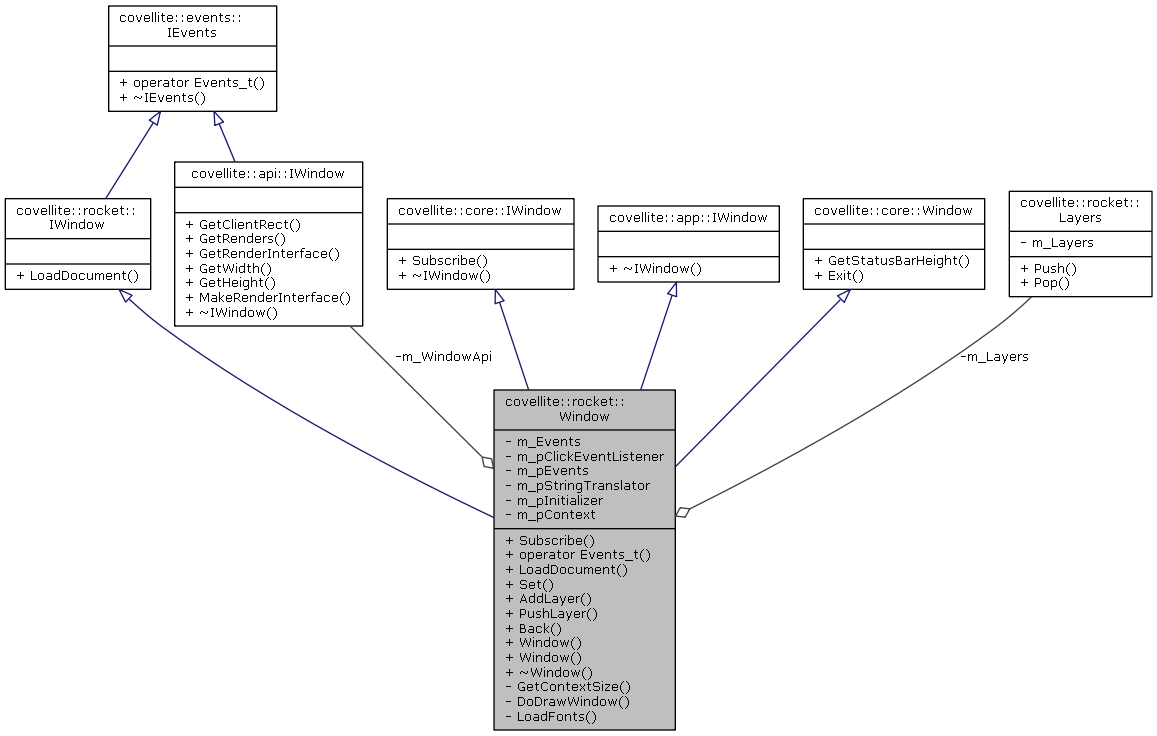 covellite::events::
IEvents
+ operator Events_t()
+ ~IEvents()
covellite::rocket::
IWindow
+ LoadDocument()
covellite::api::IWindow
+ GetClientRect()
+ GetRenders()
+ GetRenderInterface()
+ GetWidth()
+ GetHeight()
+ MakeRenderInterface()
+ ~IWindow()
covellite::core::IWindow
+ Subscribe()
+ ~IWindow()
covellite::app::IWindow
+ ~IWindow()
covellite::core::Window
+ GetStatusBarHeight()
+ Exit()
covellite::rocket::
Layers
- m_Layers
+ Push()
+ Pop()
-m_WindowApi
-m_Layers
covellite::rocket::
Window
- m_Events
- m_pClickEventListener
- m_pEvents
- m_pStringTranslator
- m_pInitializer
- m_pContext
+ Subscribe()
+ operator Events_t()
+ LoadDocument()
+ Set()
+ AddLayer()
+ PushLayer()
+ Back()
+ Window()
+ Window()
+ ~Window()
- GetContextSize()
- DoDrawWindow()
- LoadFonts()